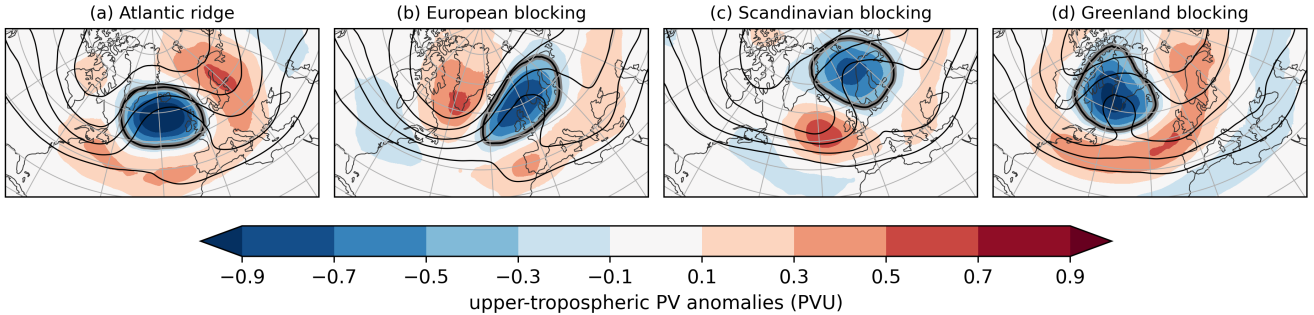 (a) Atlantic ridge
(b) European blocking
(c) Scandinavian blocking
(d) Greenland blocking
−0.9 −0.7 −0.5 −0.3 −0.1 0.1 0.3 0.5 0.7 0.9
upper-tropospheric PV anomalies (PVU)